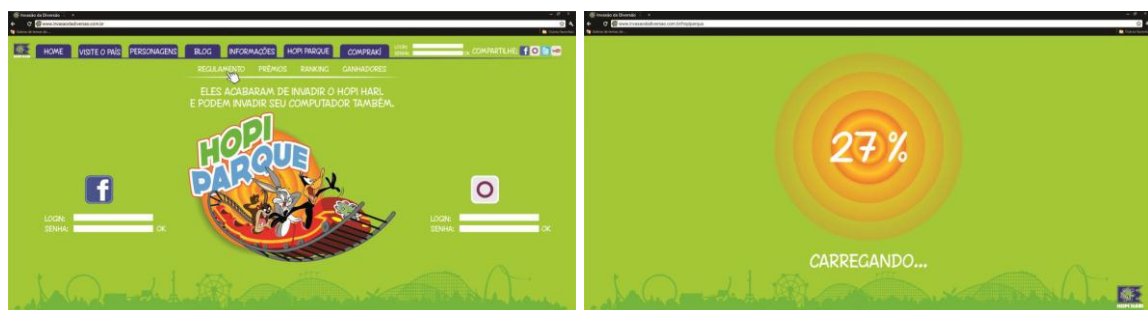 Invasão da Diversão
www.invasaodadiversao.com.br
HOME VISITE O PAÍS PERSONAGENS BLOG INFORMAÇÕES HOPI PARQUE COMPRAKI LOGIN: SENHA: OK COMPARTILHE:
REGULAMENTO PRÊMIOS RANKING GANHADORES
ELES ACABARAM DE INVADIR O HOPI HARI.
E PODEM INVADIR SEU COMPUTADOR TAMBÉM.
HOPI
PARQUE
LOGIN:
SENHA: OK
LOGIN:
SENHA: OK
Invasão da Diversão
27%
CARREGANDO...
HOPI HARI